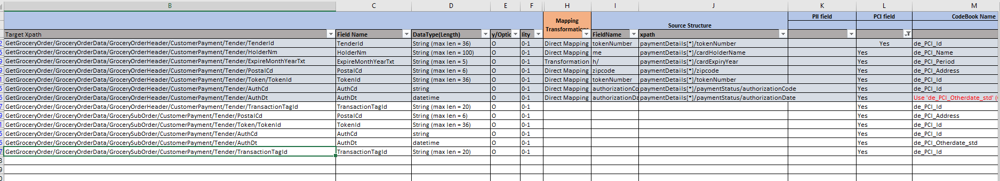 B C D E F H I J K L M
Mapping Transformations Source Structure PII field PCI field CodeBook Name
Target Xpath Field Name DataType(Length) y/Optic lity FieldName xpath
GetGroceryOrder/GroceryOrderData/GroceryOrderHeader/CustomerPayment/Tender/TenderId TenderId String (max len = 36) O 0-1 Direct Mapping tokenNumber paymentDetails[*]/tokenNumber Yes de_PCI_Id
GetGroceryOrder/GroceryOrderData/GroceryOrderHeader/CustomerPayment/Tender/HolderNm HolderNm String (max len = 100) O 0-1 Direct Mapping me paymentDetails[*]/cardHolderName Yes de_PCI_Name
GetGroceryOrder/GroceryOrderData/GroceryOrderHeader/CustomerPayment/Tender/ExpireMonthYearTxt ExpireMonthYearTxt String (max len = 5) O 0-1 Transformation h/ paymentDetails[*]/cardExpiryYear Yes de_PCI_Period
GetGroceryOrder/GroceryOrderData/GroceryOrderHeader/CustomerPayment/Tender/PostalCd PostalCd String (max len = 6) O 0-1 Direct Mapping zipcode paymentDetails[*]/zipcode Yes de_PCI_Address
GetGroceryOrder/GroceryOrderData/GroceryOrderHeader/CustomerPayment/Tender/Token/TokenId TokenId String (max len = 36) O 0-1 Direct Mapping tokenNumber paymentDetails[*]/tokenNumber Yes de_PCI_Id
GetGroceryOrder/GroceryOrderData/GroceryOrderHeader/CustomerPayment/Tender/AuthCd AuthCd string O 0-1 Direct Mapping authorizationCo paymentDetails[*]/paymentStatus/authorizationCode Yes de_PCI_Id
GetGroceryOrder/GroceryOrderData/GroceryOrderHeader/CustomerPayment/Tender/AuthDt AuthDt datetime O 0-1 Direct Mapping authorizationDa paymentDetails[*]/paymentStatus/authorizationDate Yes Use 'de_PCI_Otherdate_std' (
GetGroceryOrder/GroceryOrderData/GroceryOrderHeader/CustomerPayment/Tender/TransactionTagId TransactionTagId String (max len = 20) O 0-1 Yes de_PCI_Id
GetGroceryOrder/GroceryOrderData/GrocerySubOrder/CustomerPayment/Tender/PostalCd PostalCd String (max len = 6) O 0-1 Yes de_PCI_Address
GetGroceryOrder/GroceryOrderData/GrocerySubOrder/CustomerPayment/Tender/Token/TokenId TokenId String (max len = 36) O 0-1 Yes de_PCI_Id
GetGroceryOrder/GroceryOrderData/GrocerySubOrder/CustomerPayment/Tender/AuthCd AuthCd string O 0-1 Yes de_PCI_Id
GetGroceryOrder/GroceryOrderData/GrocerySubOrder/CustomerPayment/Tender/AuthDt AuthDt datetime O 0-1 Yes de_PCI_Otherdate_std
GetGroceryOrder/GroceryOrderData/GrocerySubOrder/CustomerPayment/Tender/TransactionTagId TransactionTagId String (max len = 20) O 0-1 Yes de_PCI_Id